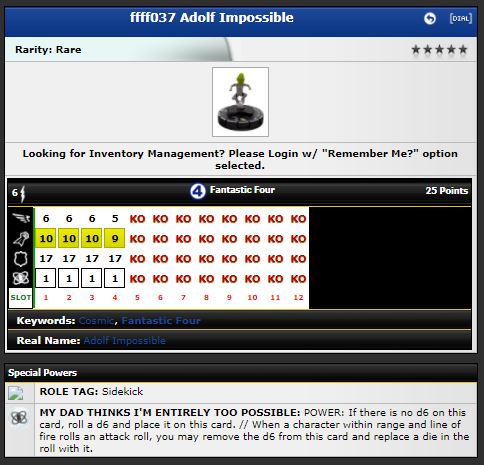 ffff037 Adolf Impossible
[DIAL]
Rarity: Rare
Looking for Inventory Management? Please Login w/ "Remember Me?" option
selected.
6 4 Fantastic Four 25 Points
6 6 6 5 KO KO KO KO KO KO KO KO
10 10 10 9 KO KO KO KO KO KO KO KO
17 17 17 17 KO KO KO KO KO KO KO KO
1 1 1 1 KO KO KO KO KO KO KO KO
SLOT 1 2 3 4 5 6 7 8 9 10 11 12
Keywords: Cosmic, Fantastic Four
Real Name: Adolf Impossible
Special Powers
ROLE TAG: Sidekick
MY DAD THINKS I'M ENTIRELY TOO POSSIBLE: POWER: If there is no d6 on this
card, roll a d6 and place it on this card. // When a character within range and line of
fire rolls an attack roll, you may remove the d6 from this card and replace a die in the
roll with it.